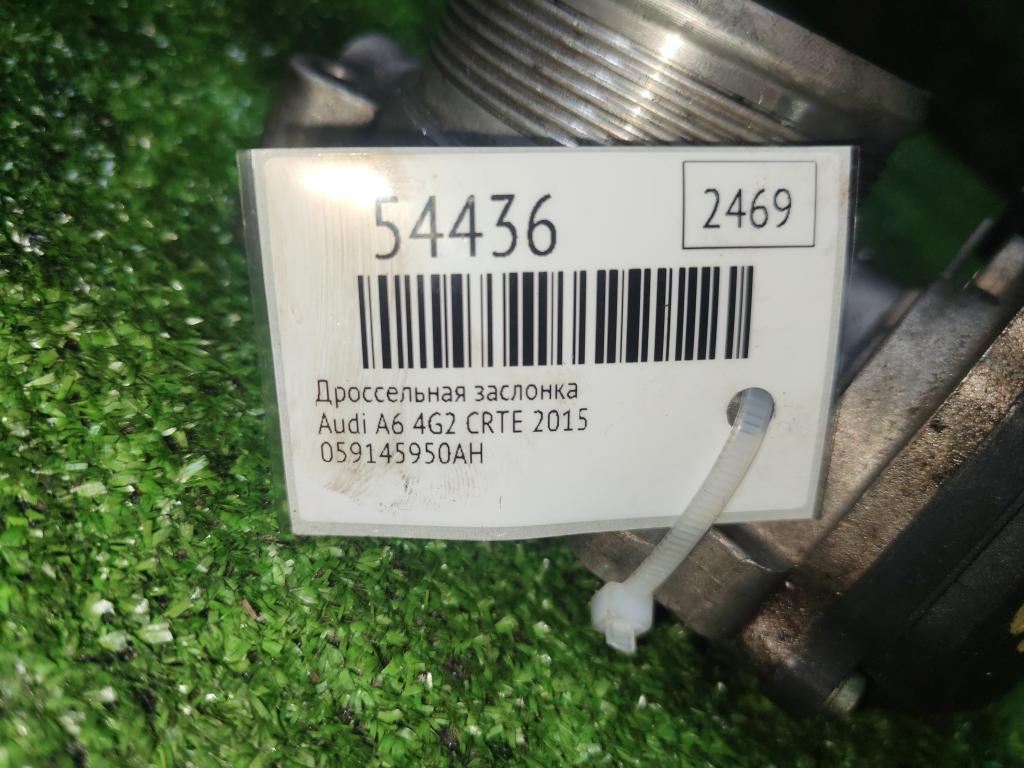 54436
2469
Дроссельная заслонка
Audi A6 4G2 CRTE 2015
059145950AH